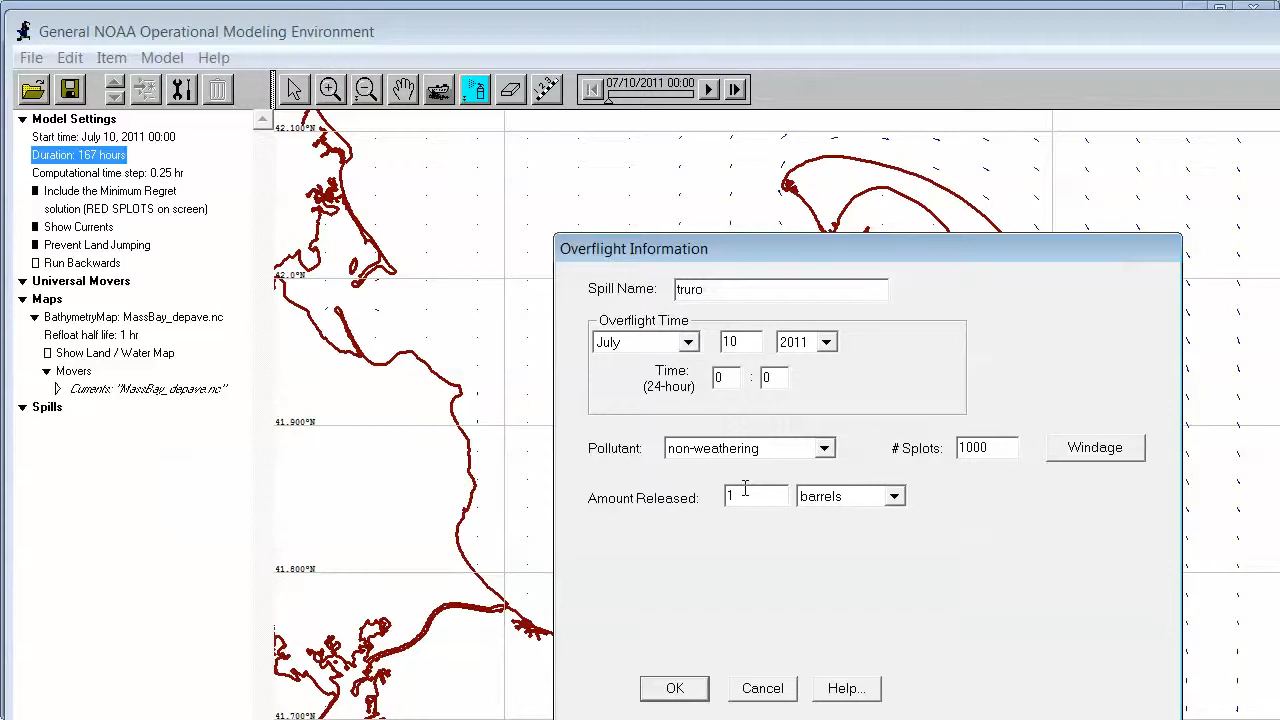 General NOAA Operational Modeling Environment
File Edit Item Model Help
07/10/2011 00:00
Model Settings
Start time: July 10, 2011 00:00
Duration: 167 hours
Computational time step: 0.25 hr
Include the Minimum Regret
solution (RED SPLOTS on screen)
Show Currents
Prevent Land Jumping
Run Backwards
Universal Movers
Maps
BathymetryMap: MassBay_depave.nc
Refloat half life: 1 hr
Show Land / Water Map
Movers
Currents: "MassBay_depave.nc"
Spills
42.100°N
42.0°N
41.900°N
41.800°N
41.700°N
Overflight Information
Spill Name: truro
Overflight Time
July 10 2011
Time: 0 : 0
(24-hour)
Pollutant: non-weathering # Splots: 1000 Windage
Amount Released: 1 barrels
OK Cancel Help...